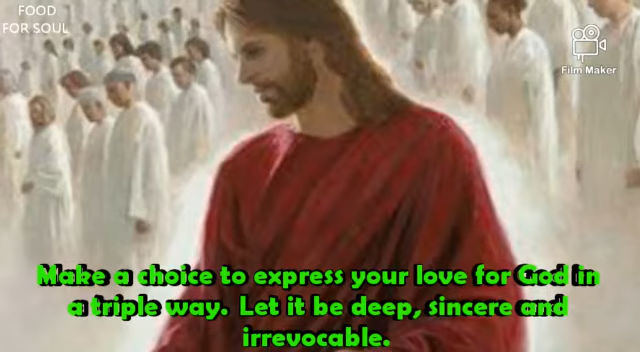 FOOD
FOR SOUL
Film Maker
Make a choice to express your love for God in
a triple way. Let it be deep, sincere and
irrevocable.